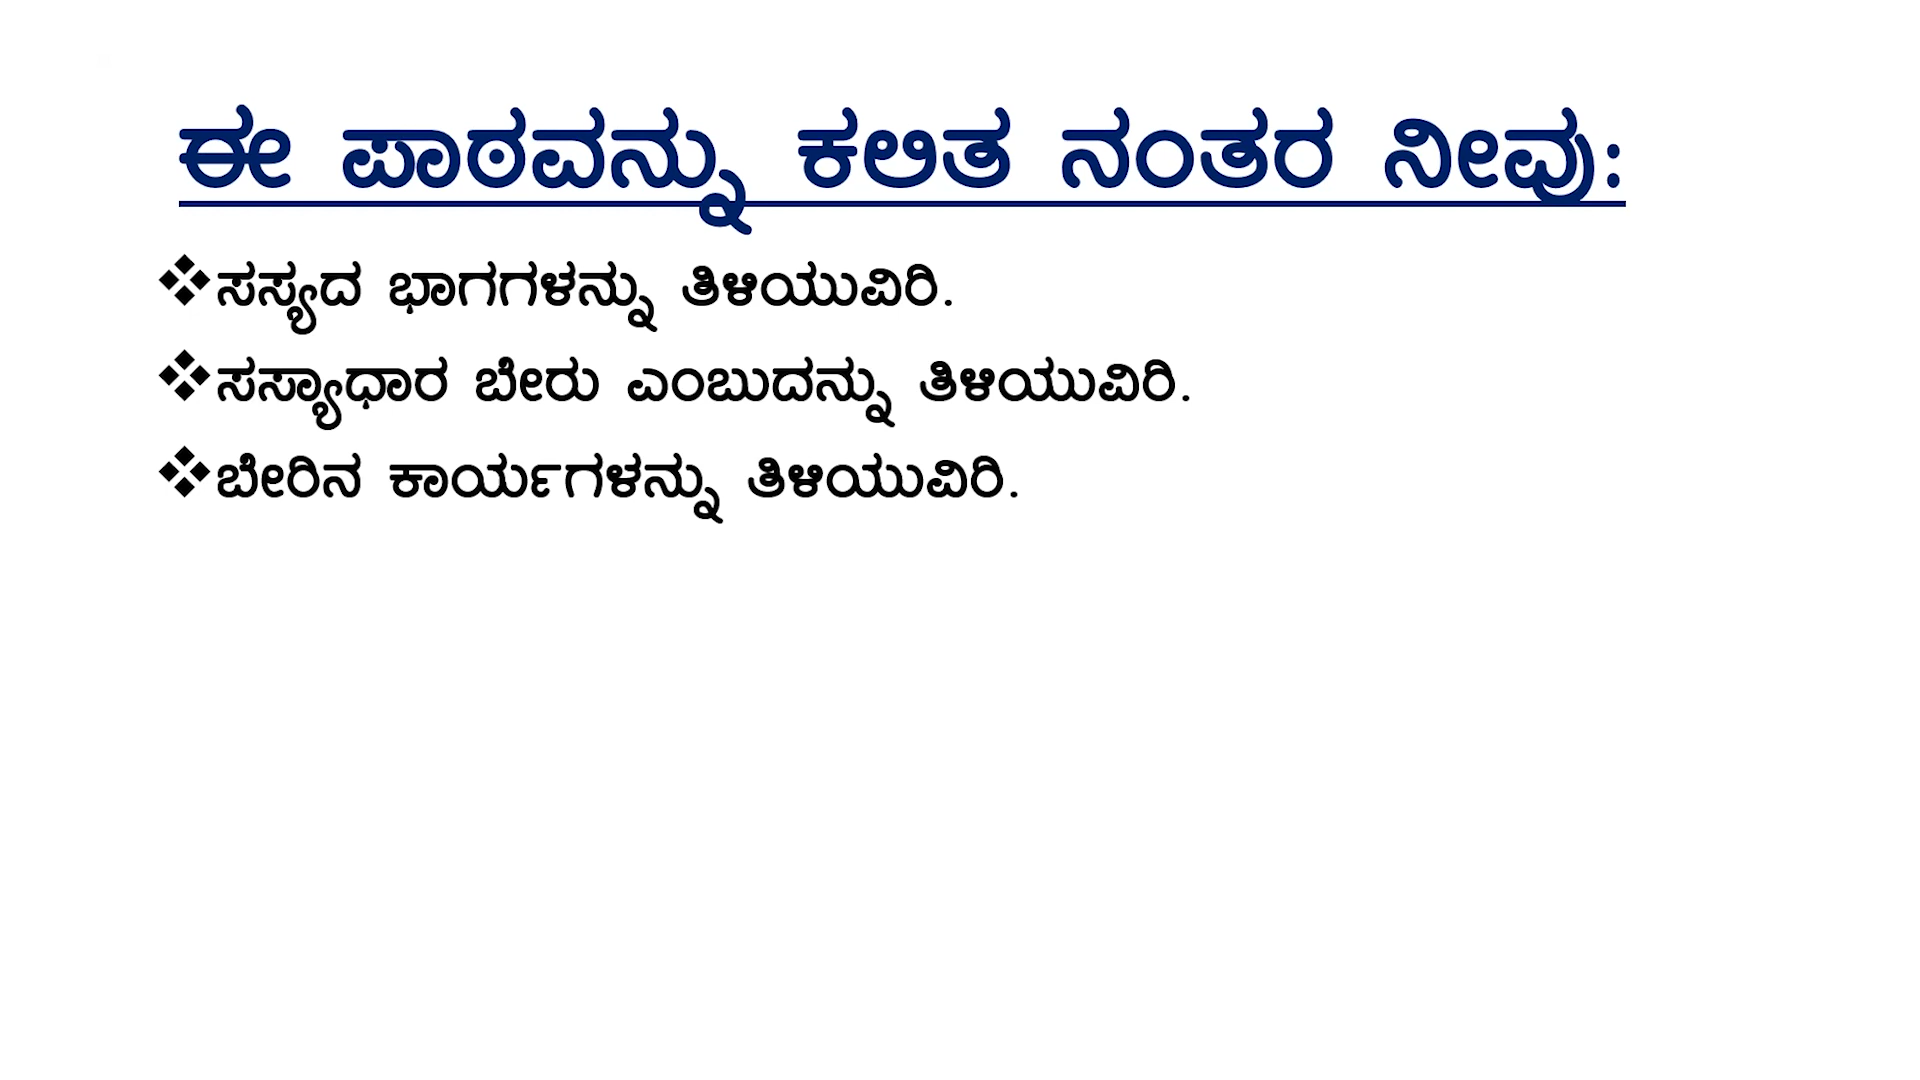 ಈ ಪಾಠವನ್ನು ಕಲಿತ ನಂತರ ನೀವು:
❖ಸಸ್ಯದ ಭಾಗಗಳನ್ನು ತಿಳಿಯುವಿರಿ.
❖ಸಸ್ಯಾಧಾರ ಬೇರು ಎಂಬುದನ್ನು ತಿಳಿಯುವಿರಿ.
❖ಬೇರಿನ ಕಾರ್ಯಗಳನ್ನು ತಿಳಿಯುವಿರಿ.